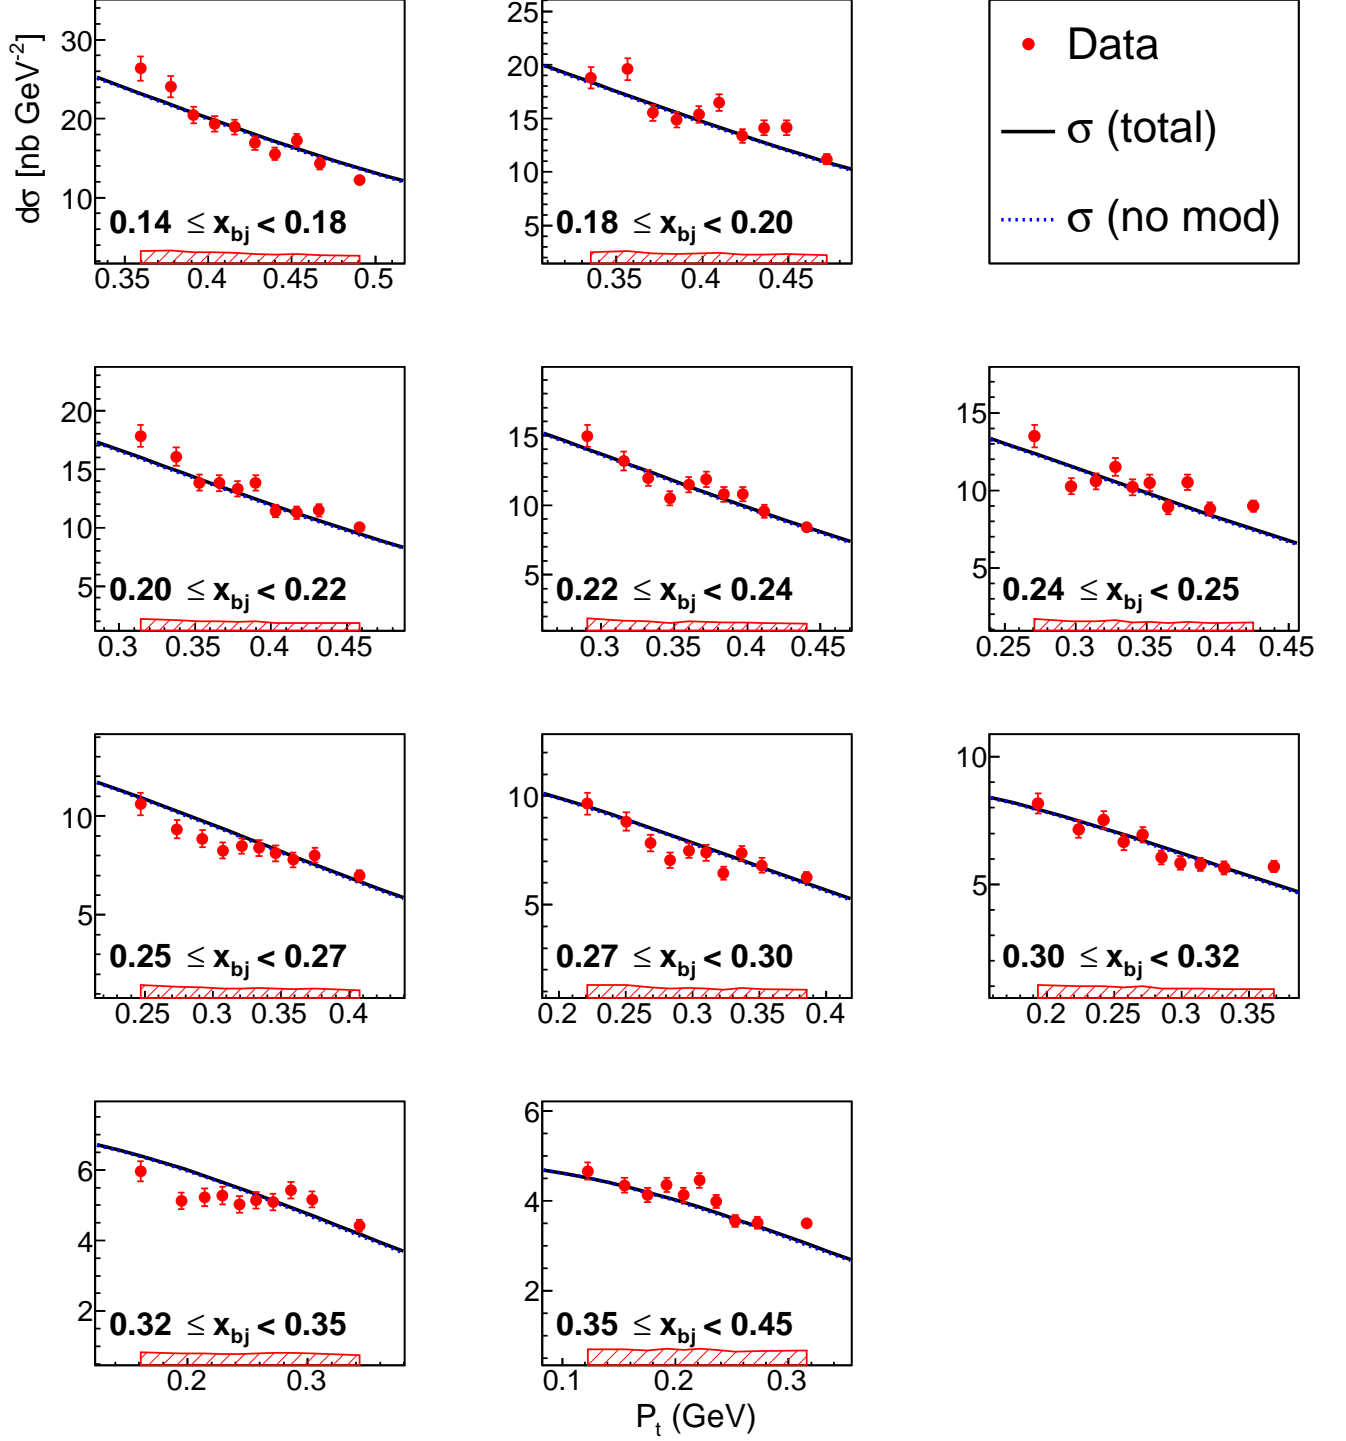 dσ [nb GeV⁻²]
30
20
10
0.14 ≤ x_bj < 0.18
0.35 0.4 0.45 0.5
25
20
15
10
5
0.18 ≤ x_bj < 0.20
0.35 0.4 0.45
Data
σ (total)
σ (no mod)
20
15
10
5
0.20 ≤ x_bj < 0.22
0.3 0.35 0.4 0.45
15
10
5
0.22 ≤ x_bj < 0.24
0.3 0.35 0.4 0.45
15
10
5
0.24 ≤ x_bj < 0.25
0.25 0.3 0.35 0.4 0.45
10
5
0.25 ≤ x_bj < 0.27
0.25 0.3 0.35 0.4
10
5
0.27 ≤ x_bj < 0.30
0.2 0.25 0.3 0.35 0.4
10
5
0.30 ≤ x_bj < 0.32
0.2 0.25 0.3 0.35
6
4
2
0.32 ≤ x_bj < 0.35
0.2 0.3
6
4
2
0.35 ≤ x_bj < 0.45
0.1 0.2 0.3
P_t (GeV)